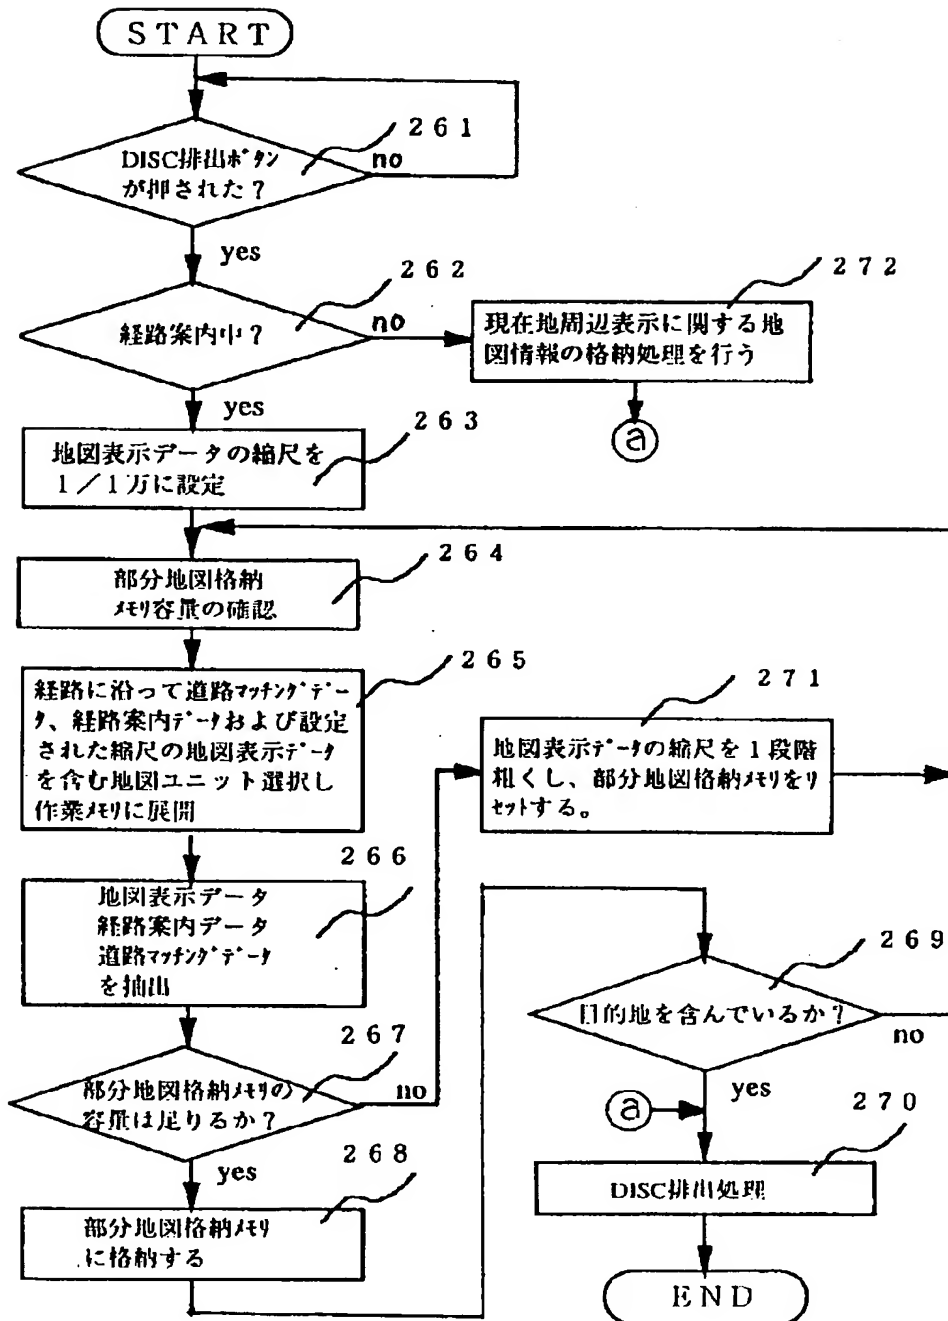 START
261
DISC排出ボタン
が押された？
no
yes
262
経路案内中？
no
272
現在地周辺表示に関する地
図情報の格納処理を行う
ⓐ
yes
263
地図表示データの縮尺を
1／1万に設定
264
部分地図格納
メモリ容量の確認
265
経路に沿って道路マッチングデー
タ、経路案内データおよび設定
された縮尺の地図表示データ
を含む地図ユニット選択し
作業メモリに展開
271
地図表示データの縮尺を1段階
粗くし、部分地図格納メモリをリ
セットする。
266
地図表示データ
経路案内データ
道路マッチングデータ
を抽出
267
部分地図格納メモリの
容量は足りるか？
no
yes
268
部分地図格納メモリ
に格納する
269
目的地を含んでいるか？
no
yes
ⓐ
270
DISC排出処理
END